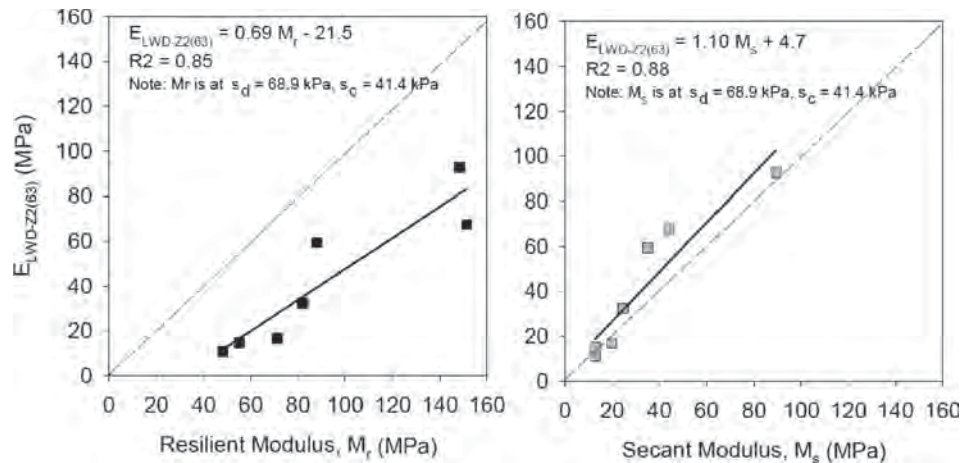 E_LWD-Z2(63) = 0.69 M_r - 21.5
R2 = 0.85
Note: Mr is at s_d = 68.9 kPa, s_c = 41.4 kPa
E_LWD-Z2(63) (MPa)
160
140
120
100
80
60
40
20
0
0 20 40 60 80 100 120 140 160
Resilient Modulus, M_r (MPa)
E_LWD-Z2(63) = 1.10 M_s + 4.7
R2 = 0.88
Note: M_s is at s_d = 68.9 kPa, s_c = 41.4 kPa
160
140
120
100
80
60
40
20
0
0 20 40 60 80 100 120 140 160
Secant Modulus, M_s (MPa)